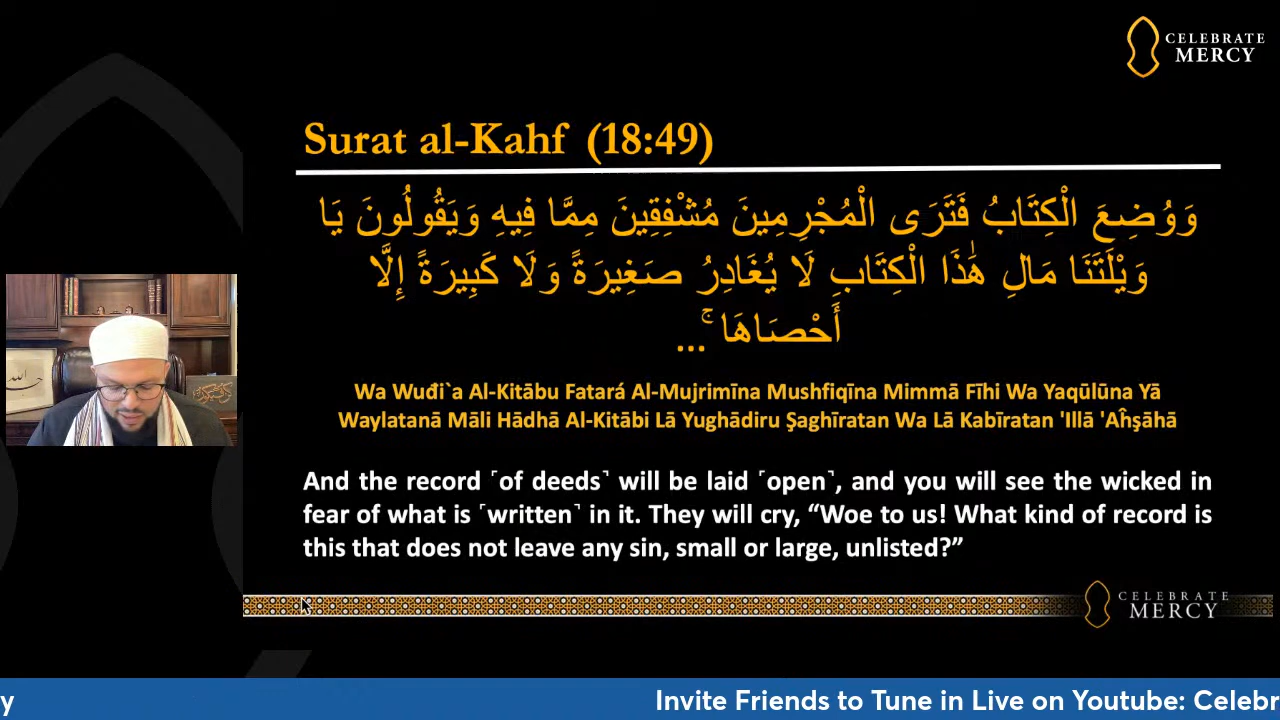 CELEBRATE
MERCY
Surat al-Kahf (18:49)
وَوُضِعَ الْكِتَابُ فَتَرَى الْمُجْرِمِينَ مُشْفِقِينَ مِمَّا فِيهِ وَيَقُولُونَ يَا
وَيْلَتَنَا مَالِ هَٰذَا الْكِتَابِ لَا يُغَادِرُ صَغِيرَةً وَلَا كَبِيرَةً إِلَّا
أَحْصَاهَا ۚ...
Wa Wuđi`a Al-Kitābu Fatará Al-Mujrimīna Mushfiqīna Mimmā Fīhi Wa Yaqūlūna Yā
Waylatanā Māli Hādhā Al-Kitābi Lā Yughādiru Şaghīratan Wa Lā Kabīratan 'Illā 'Aĥşāhā
And the record ˹of deeds˺ will be laid ˹open˺, and you will see the wicked in
fear of what is ˹written˺ in it. They will cry, “Woe to us! What kind of record is
this that does not leave any sin, small or large, unlisted?”
CELEBRATE
MERCY
y Invite Friends to Tune in Live on Youtube: Celebr